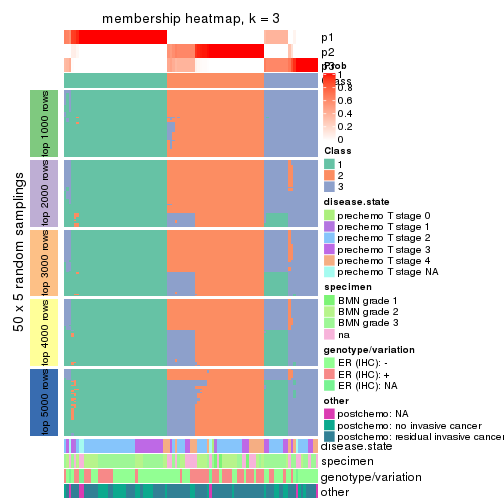 membership heatmap, k = 3
p1
p2
p3
Prob
1
0.8
0.6
0.4
0.2
0
Class
Class
1
2
3
disease.state
prechemo T stage 0
prechemo T stage 1
prechemo T stage 2
prechemo T stage 3
prechemo T stage 4
prechemo T stage NA
specimen
BMN grade 1
BMN grade 2
BMN grade 3
na
genotype/variation
ER (IHC): -
ER (IHC): +
ER (IHC): NA
other
postchemo: NA
postchemo: no invasive cancer
postchemo: residual invasive cancer
50 x 5 random samplings
top 1000 rows
top 2000 rows
top 3000 rows
top 4000 rows
top 5000 rows
disease.state
specimen
genotype/variation
other